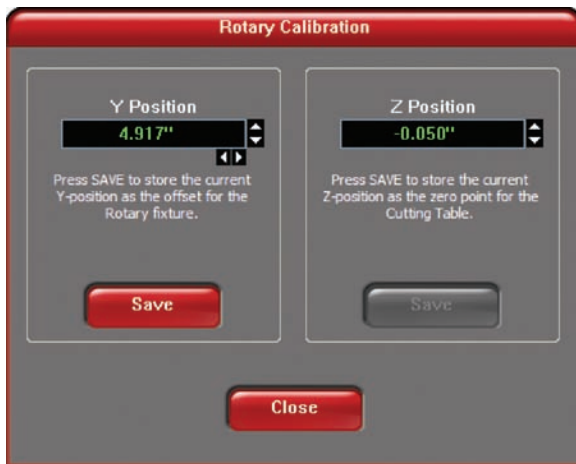 Rotary Calibration
Y Position
4.917"
Press SAVE to store the current
Y-position as the offset for the
Rotary fixture.
Save
Z Position
-0.050"
Press SAVE to store the current
Z-position as the zero point for the
Cutting Table.
Save
Close